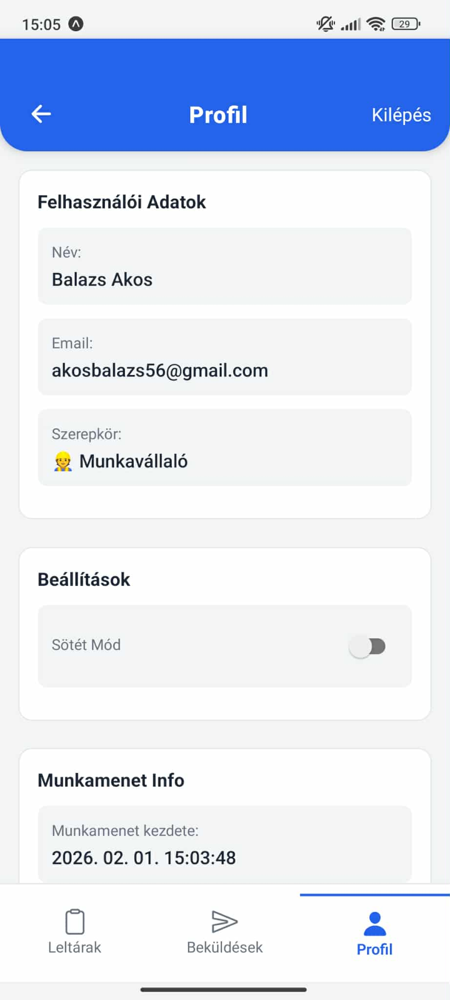 15:05
29
Profil
Kilépés
Felhasználói Adatok
Név:
Balazs Akos
Email:
akosbalazs56@gmail.com
Szerepkör:
👷 Munkavállaló
Beállítások
Sötét Mód
Munkamenet Info
Munkamenet kezdete:
2026. 02. 01. 15:03:48
Leltárak
Beküldések
Profil